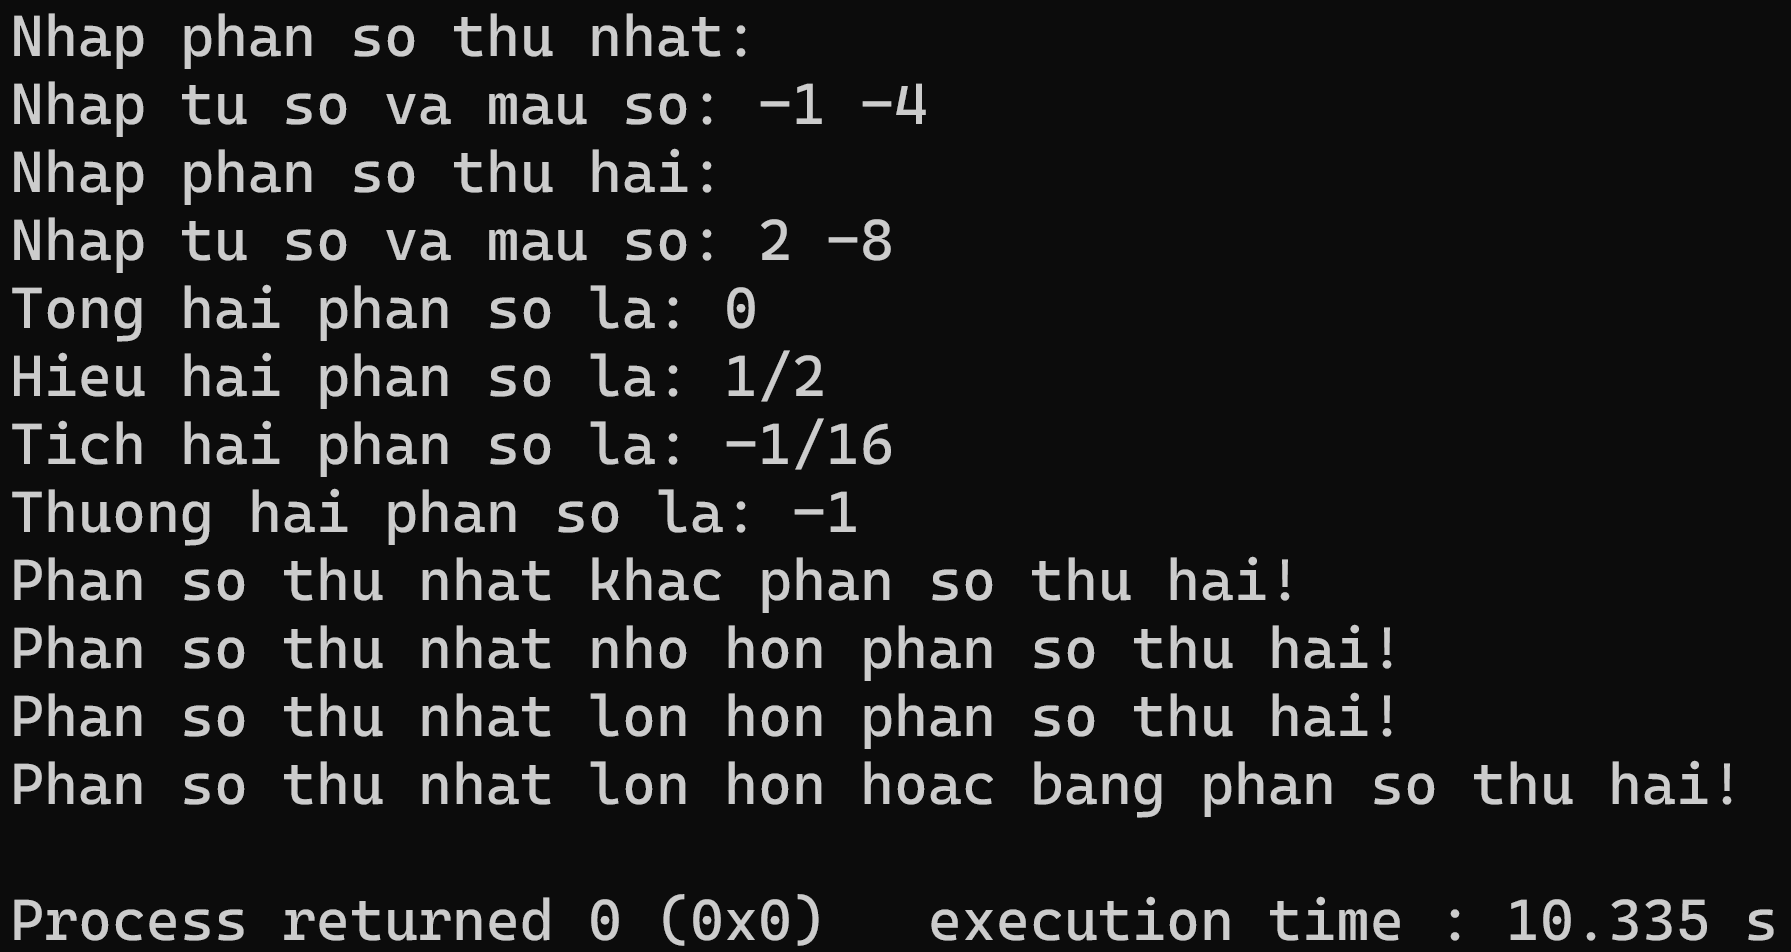 Nhap phan so thu nhat:
Nhap tu so va mau so: -1 -4
Nhap phan so thu hai:
Nhap tu so va mau so: 2 -8
Tong hai phan so la: 0
Hieu hai phan so la: 1/2
Tich hai phan so la: -1/16
Thuong hai phan so la: -1
Phan so thu nhat khac phan so thu hai!
Phan so thu nhat nho hon phan so thu hai!
Phan so thu nhat lon hon phan so thu hai!
Phan so thu nhat lon hon hoac bang phan so thu hai!
Process returned 0 (0x0)   execution time : 10.335 s